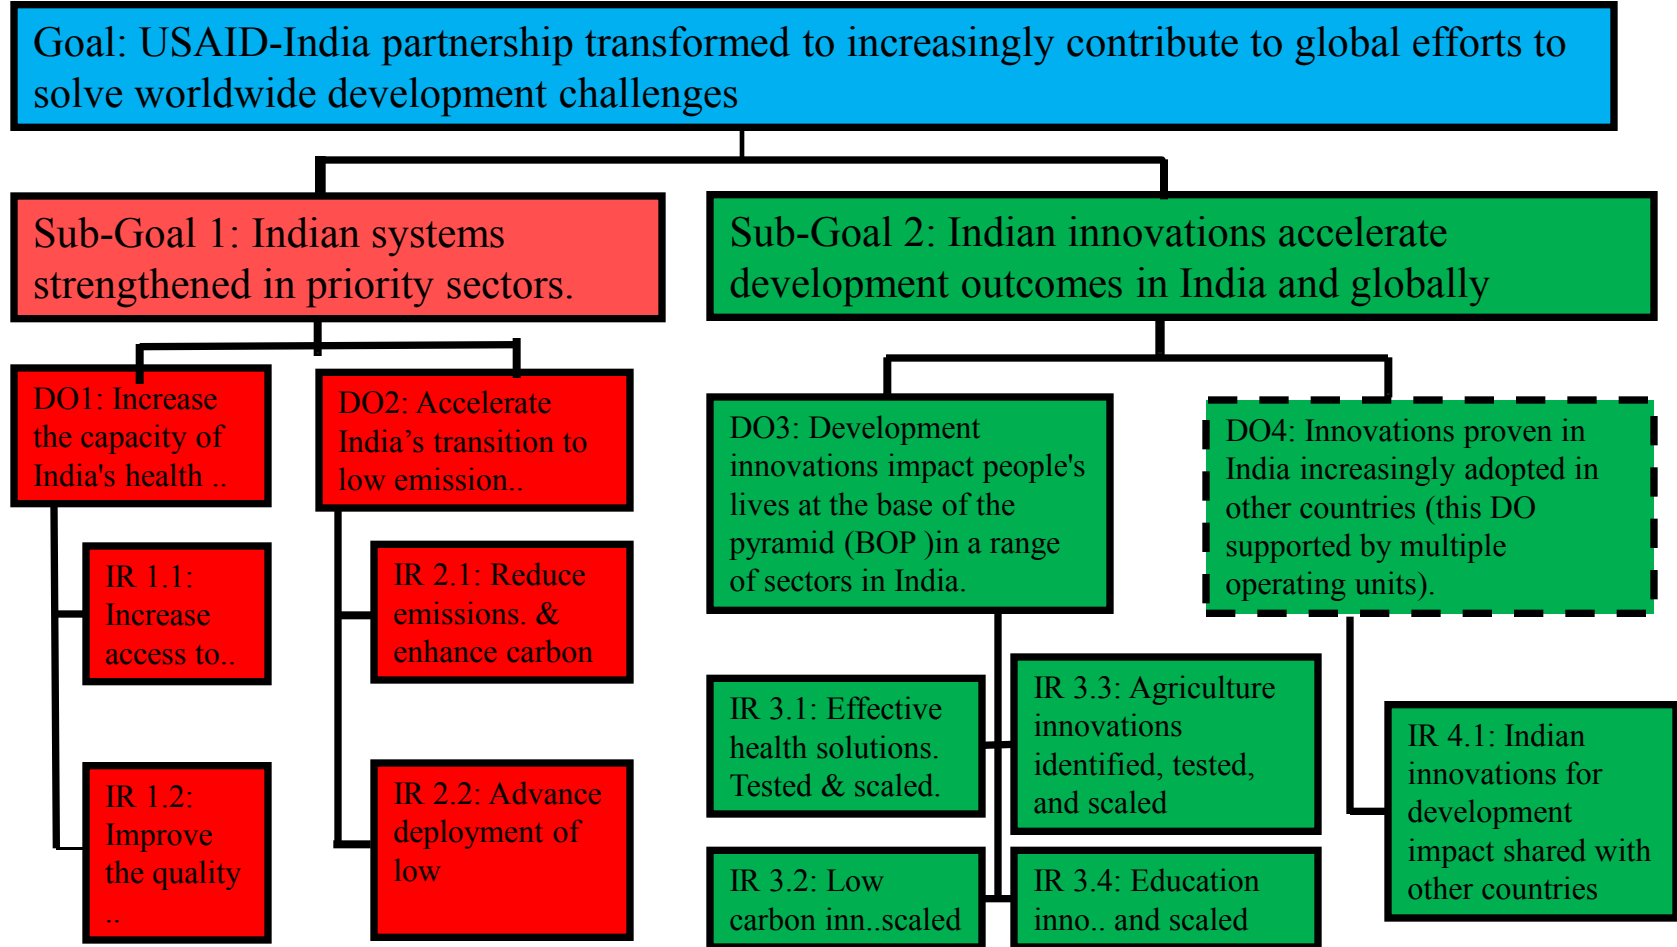 Goal: USAID-India partnership transformed to increasingly contribute to global efforts to
solve worldwide development challenges
Sub-Goal 1: Indian systems
strengthened in priority sectors.
Sub-Goal 2: Indian innovations accelerate
development outcomes in India and globally
DO1: Increase
the capacity of
India's health ..
DO2: Accelerate
India’s transition to
low emission..
DO3: Development
innovations impact people's
lives at the base of the
pyramid (BOP )in a range
of sectors in India.
DO4: Innovations proven in
India increasingly adopted in
other countries (this DO
supported by multiple
operating units).
IR 1.1:
Increase
access to..
IR 2.1: Reduce
emissions. &
enhance carbon
IR 3.1: Effective
health solutions.
Tested & scaled.
IR 3.3: Agriculture
innovations
identified, tested,
and scaled
IR 4.1: Indian
innovations for
development
impact shared with
other countries
IR 1.2:
Improve
the quality
..
IR 2.2: Advance
deployment of
low
IR 3.2: Low
carbon inn..scaled
IR 3.4: Education
inno.. and scaled